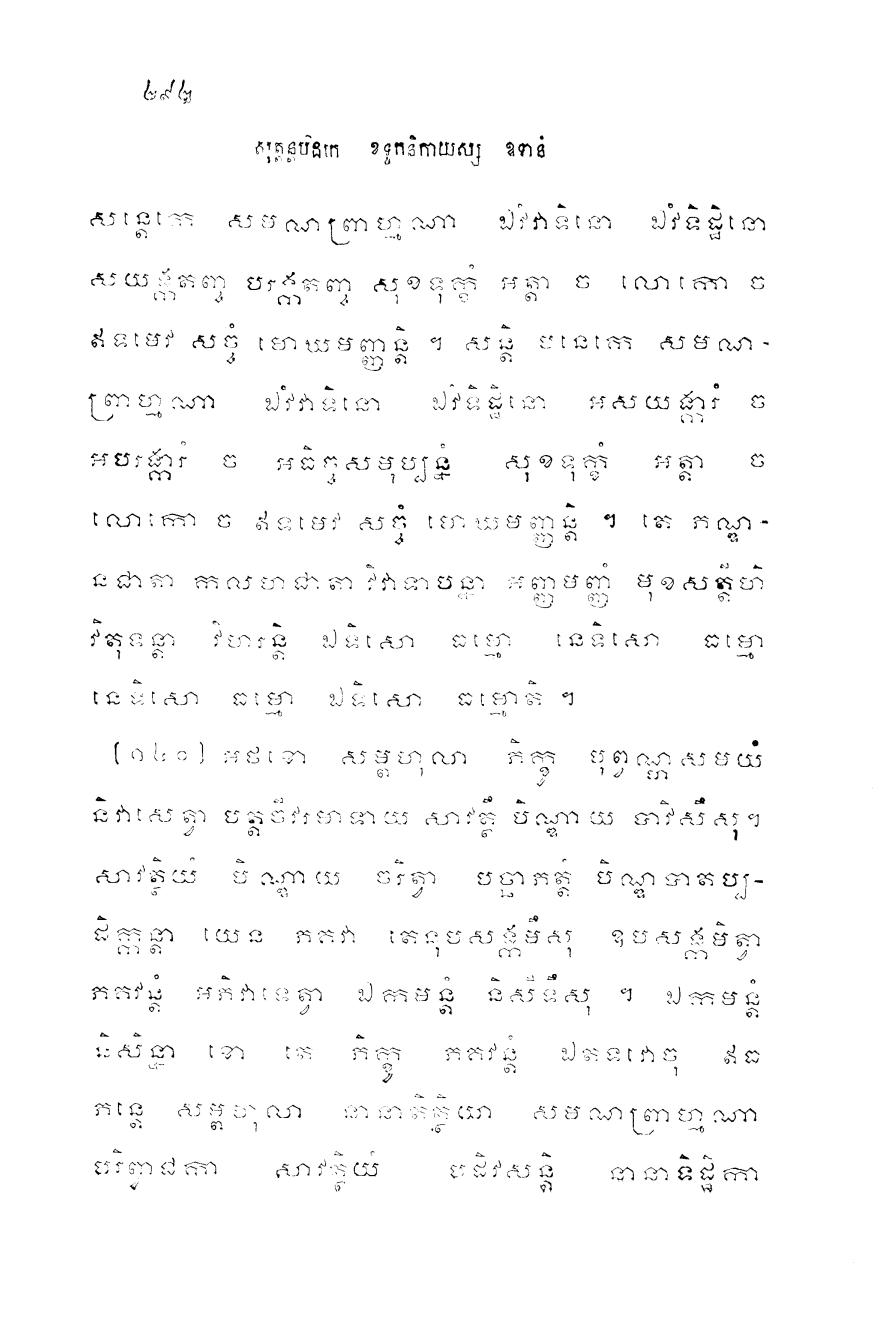 ២៩២
សុត្តន្តបិដកេ ខុទ្ទកនិកាយស្ស ឧទានំ
សន្តេកេ សមណព្រាហ្មណា ឯវំវាទិនោ ឯវំទិដ្ឋិនោ
សយង្កតញ្ច បរង្កតញ្ច សុខទុក្ខំ អត្តា ច លោកោ ច
ឥទមេវ សច្ចំ មោឃមញ្ញន្តិ ។ សន្តិ បនេកេ សមណ-
ព្រាហ្មណា ឯវំវាទិនោ ឯវំទិដ្ឋិនោ អសយង្ការំ ច
អបរង្ការំ ច អធិច្ចសមុប្បន្នំ សុខទុក្ខំ អត្តា ច
លោកោ ច ឥទមេវ សច្ចំ មោឃមញ្ញន្តិ ។ តេ ភណ្ឌ-
នជាតា កលហជាតា វិវាទាបន្នា អញ្ញមញ្ញំ មុខសត្តីហិ
វិតុទន្តា វិហរន្តិ ឯទិសោ ធម្មោ នេទិសោ ធម្មោ
នេទិសោ ធម្មោ ឯទិសោ ធម្មោតិ ។
(១៤០) អថខោ សម្ពហុលា ភិក្ខូ បុព្វណ្ហសមយំ
និវាសេត្វា បត្តចីវរមាទាយ សាវត្ថឹ បិណ្ឌាយ បាវិសឹសុ។
សាវត្ថិយំ បិណ្ឌាយ ចរិត្វា បច្ឆាភត្តំ បិណ្ឌបាតប្ប-
ដិក្កន្តា យេន ភគវា តេនុបសង្កមឹសុ ឧបសង្កមិត្វា
ភគវន្តំ អភិវាទេត្វា ឯកមន្តំ និសីទឹសុ ។ ឯកមន្តំ
និសិន្នា ខោ តេ ភិក្ខូ ភគវន្តំ ឯតទវោចុំ ឥធ
ភន្តេ សម្ពហុលា នានាតិត្ថិយា សមណព្រាហ្មណា
បរិព្វាជកា សាវត្ថិយំ បដិវសន្តិ នានាទិដ្ឋិកា